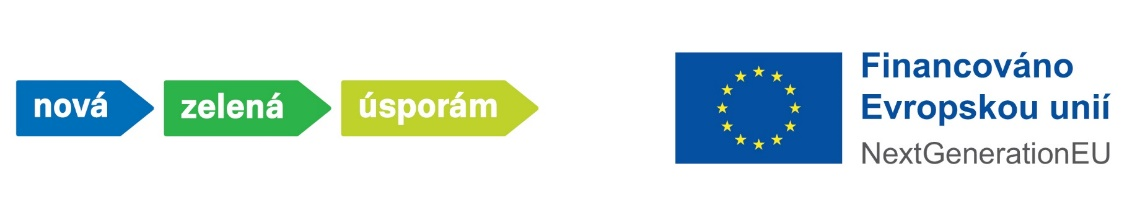 nová zelená úsporám
Financováno
Evropskou unií
NextGenerationEU